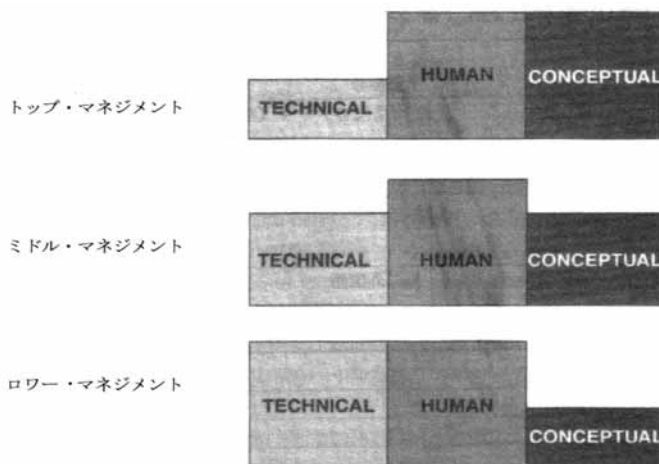 トップ・マネジメント
TECHNICAL
HUMAN
CONCEPTUAL
ミドル・マネジメント
TECHNICAL
HUMAN
CONCEPTUAL
ロワー・マネジメント
TECHNICAL
HUMAN
CONCEPTUAL